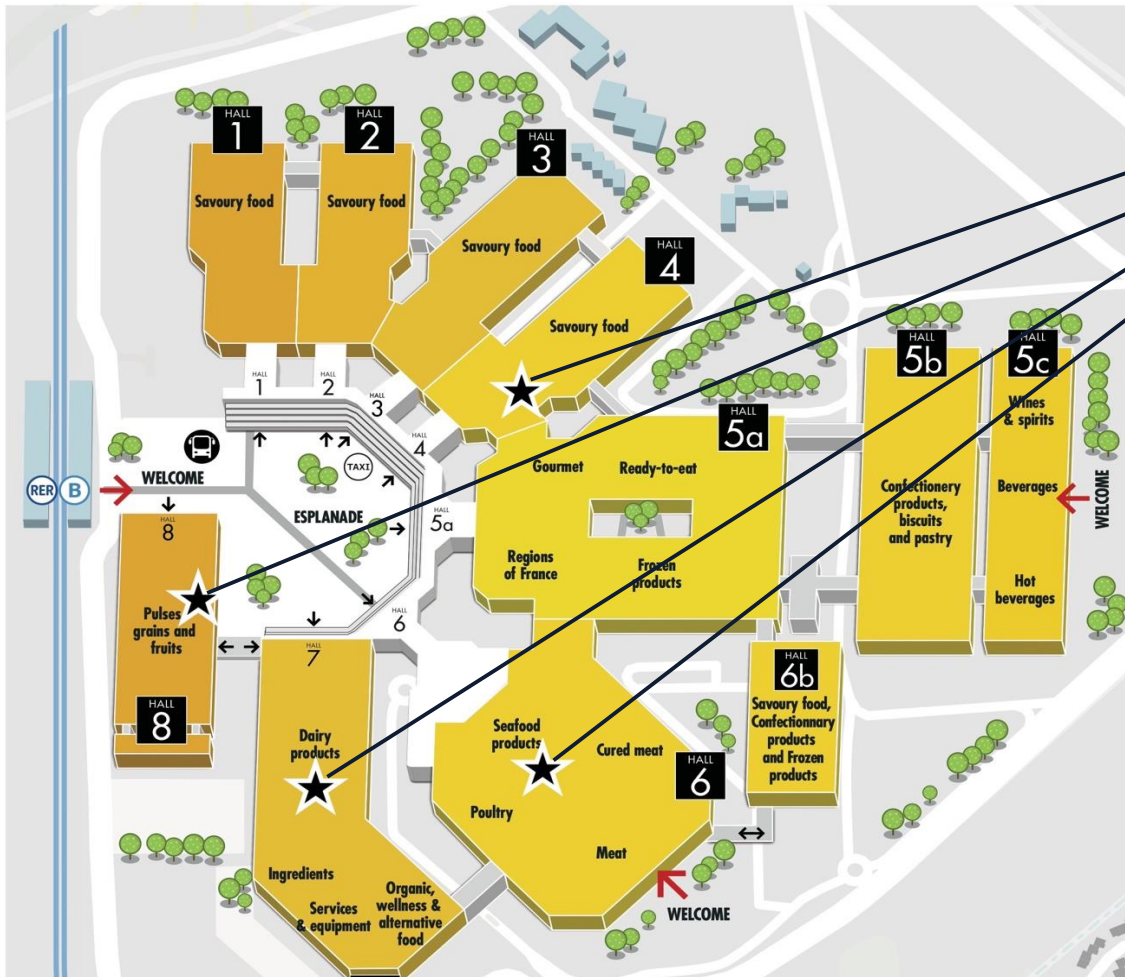 HALL
1
HALL
2
HALL
3
HALL
4
Savoury food
Savoury food
Savoury food
Savoury food
HALL
5b
HALL
5c
Wines
& spirits
HALL
5a
HALL
1
HALL
2
HALL
3
HALL
4
TAXI
Gourmet
Ready-to-eat
WELCOME
RER
B
ESPLANADE
HALL
5a
Confectionery
products,
biscuits
and pastry
Beverages
WELCOME
HALL
8
Regions
of France
Frozen
products
Hot
beverages
Pulses
grains and
fruits
HALL
6
HALL
7
HALL
8
HALL
6b
Savoury food,
Confectionnary
products
and Frozen
products
Dairy
products
Seafood
products
Cured meat
HALL
6
Poultry
Meat
Ingredients
Services
& equipment
Organic,
wellness &
alternative
food
WELCOME